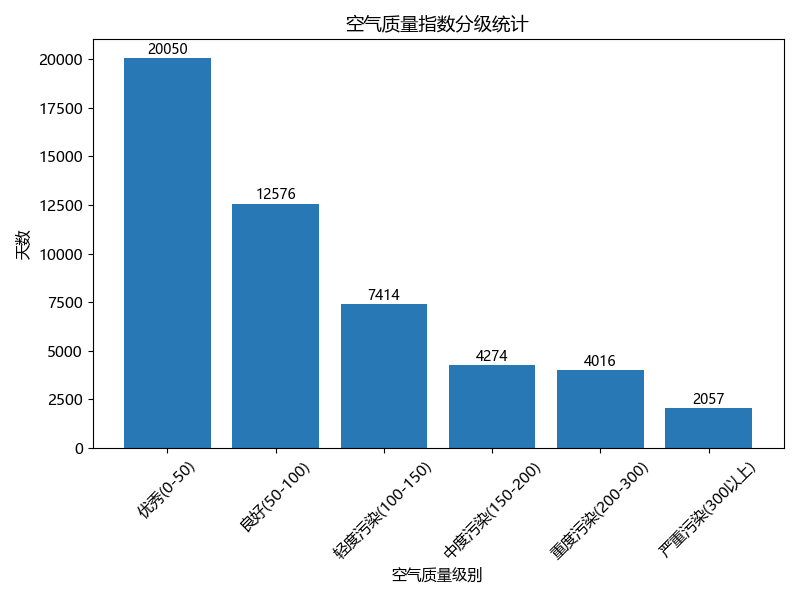 空气质量指数分级统计
20050
12576
7414
4274
4016
2057
20000
17500
15000
12500
10000
7500
5000
2500
0
天数
优秀(0-50)
良好(50-100)
轻度污染(100-150)
中度污染(150-200)
重度污染(200-300)
严重污染(300以上)
空气质量级别